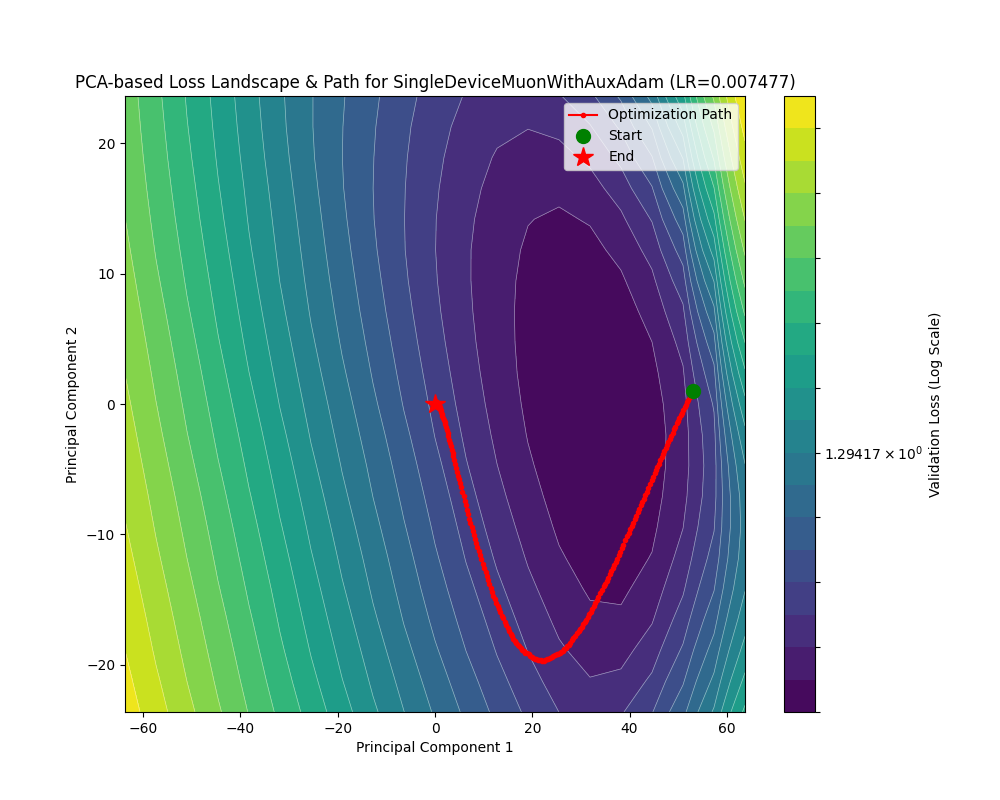 PCA-based Loss Landscape & Path for SingleDeviceMuonWithAuxAdam (LR=0.007477)
Optimization Path
Start
End
20
10
0
−10
−20
Principal Component 2
−60
−40
−20
0
20
40
60
Principal Component 1
1.29417 × 10⁰
Validation Loss (Log Scale)